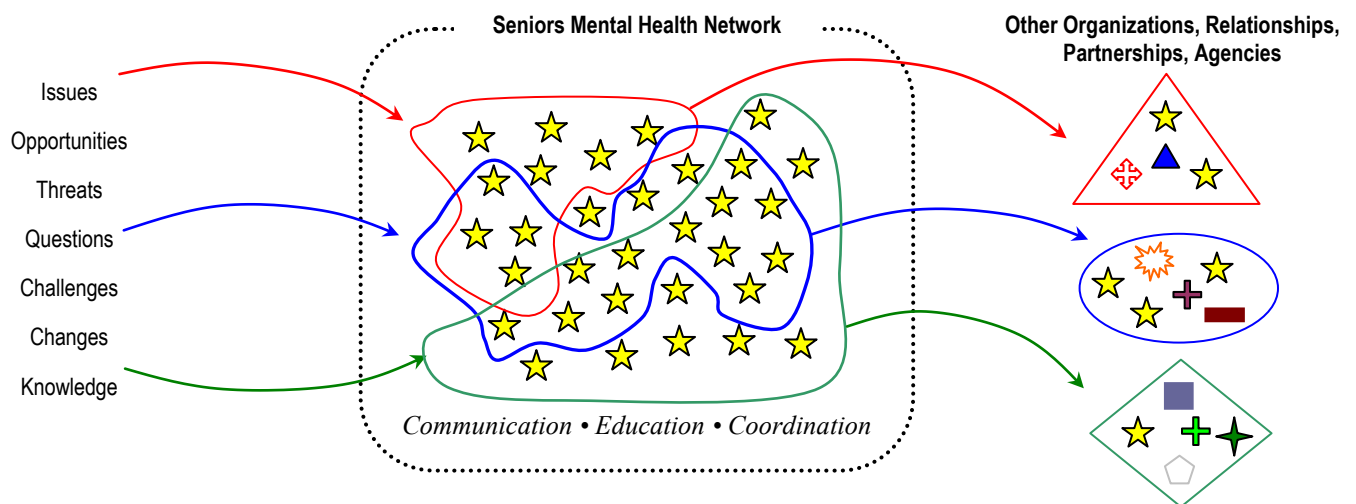 Seniors Mental Health Network
Other Organizations, Relationships,
Partnerships, Agencies
Issues
Opportunities
Threats
Questions
Challenges
Changes
Knowledge
Communication • Education • Coordination